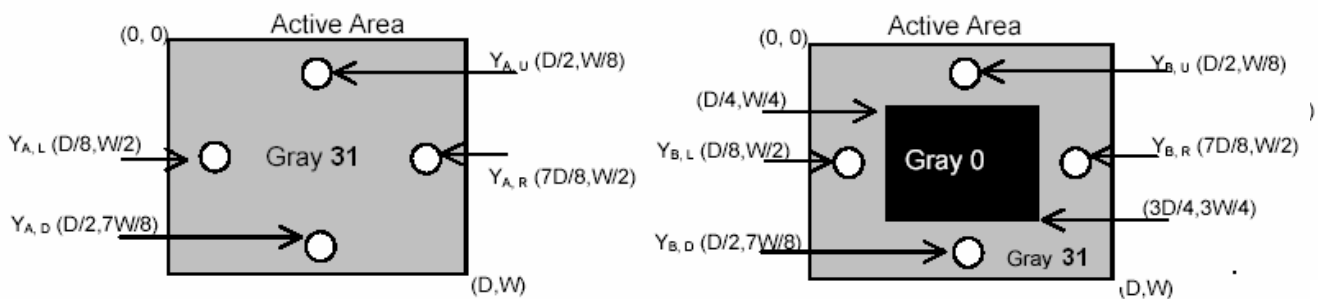 Active Area
(0, 0)
Y_A, U (D/2,W/8)
Y_A, L (D/8,W/2)
Gray 31
Y_A, R (7D/8,W/2)
Y_A, D (D/2,7W/8)
(D,W)
Active Area
(0, 0)
Y_B, U (D/2,W/8)
(D/4,W/4)
)
Y_B, L (D/8,W/2)
Gray 0
Y_B, R (7D/8,W/2)
(3D/4,3W/4)
Y_B, D (D/2,7W/8)
Gray 31
(D,W)